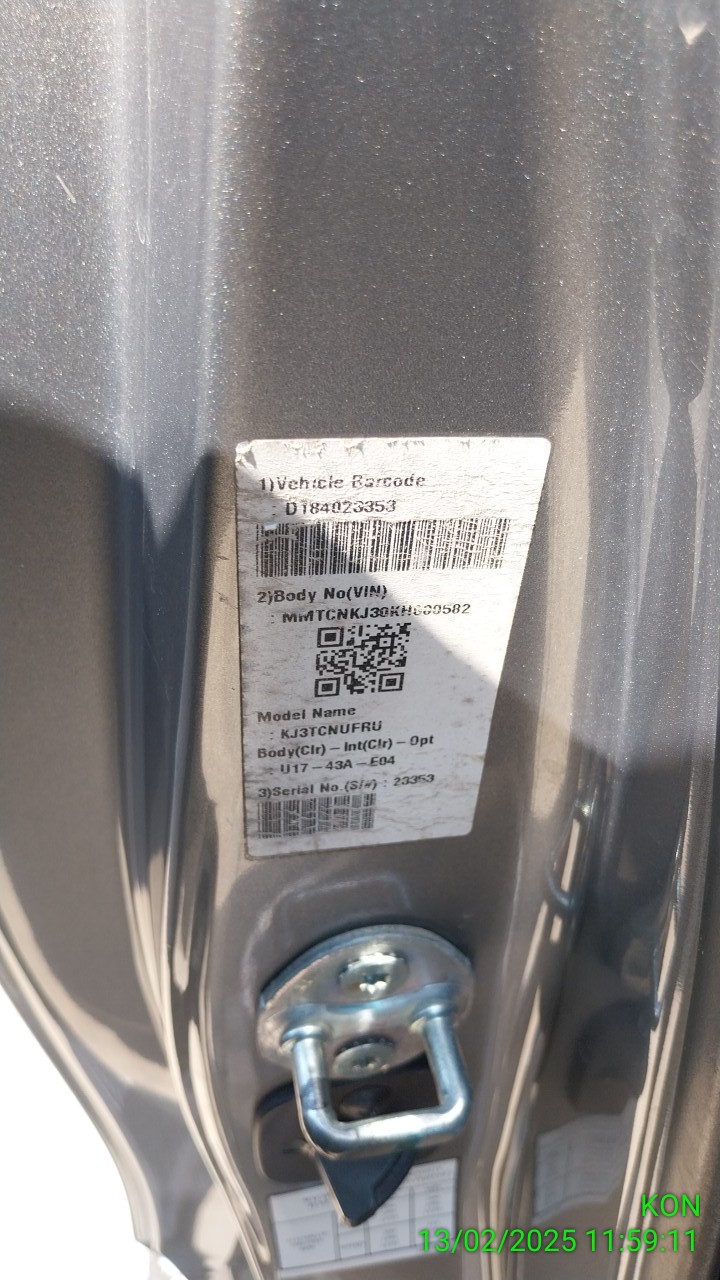 1)Vehicle Barcode
: D184023353
2)Body No(VIN)
Model Name
: KJ3TCNUFRU
Body(Clr) – Int(Clr) – Opt
: U17 – 43A – E04
3)Serial No.(S/#) : 23353
KON
13/02/2025 11:59:11